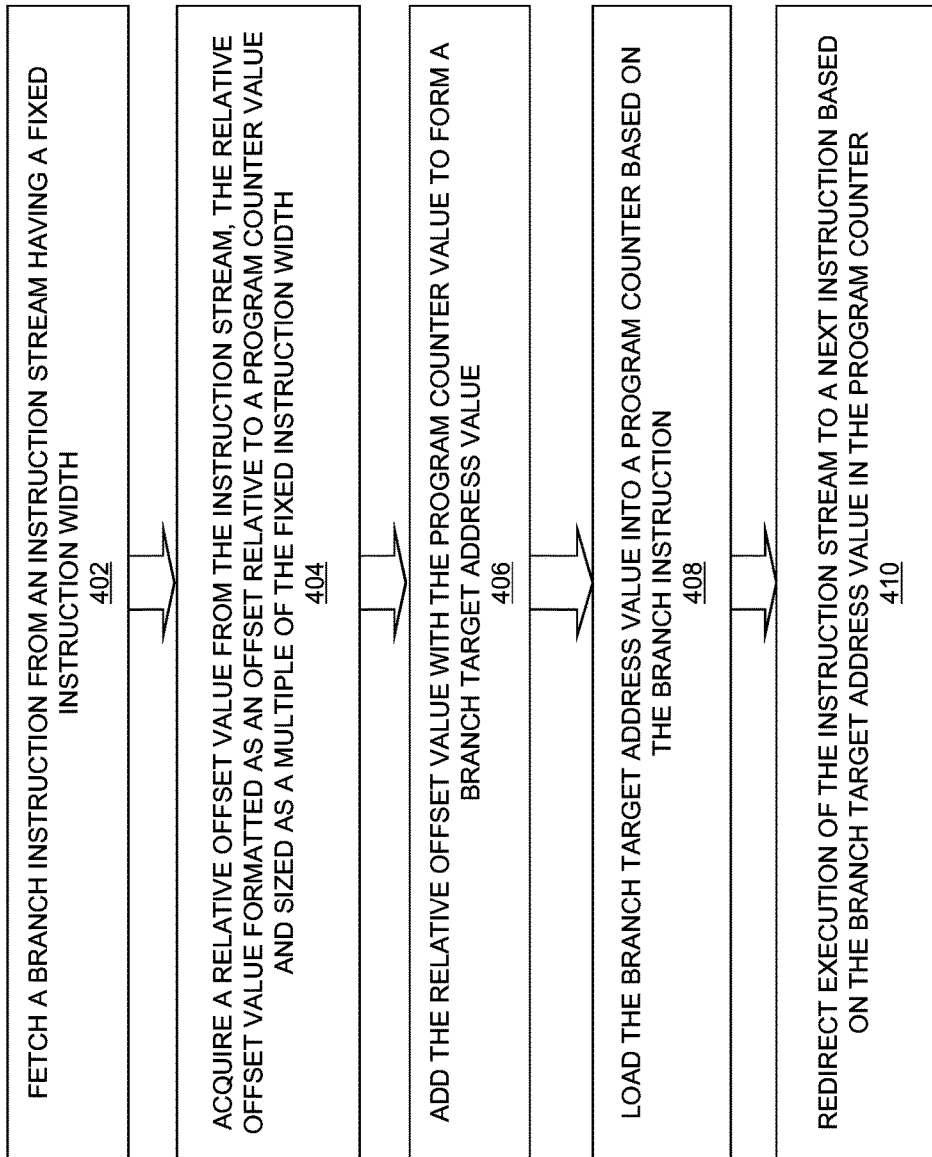 FETCH A BRANCH INSTRUCTION FROM AN INSTRUCTION STREAM HAVING A FIXED
INSTRUCTION WIDTH
402
ACQUIRE A RELATIVE OFFSET VALUE FROM THE INSTRUCTION STREAM, THE RELATIVE
OFFSET VALUE FORMATTED AS AN OFFSET RELATIVE TO A PROGRAM COUNTER VALUE
AND SIZED AS A MULTIPLE OF THE FIXED INSTRUCTION WIDTH
404
ADD THE RELATIVE OFFSET VALUE WITH THE PROGRAM COUNTER VALUE TO FORM A
BRANCH TARGET ADDRESS VALUE
406
LOAD THE BRANCH TARGET ADDRESS VALUE INTO A PROGRAM COUNTER BASED ON
THE BRANCH INSTRUCTION
408
REDIRECT EXECUTION OF THE INSTRUCTION STREAM TO A NEXT INSTRUCTION BASED
ON THE BRANCH TARGET ADDRESS VALUE IN THE PROGRAM COUNTER
410